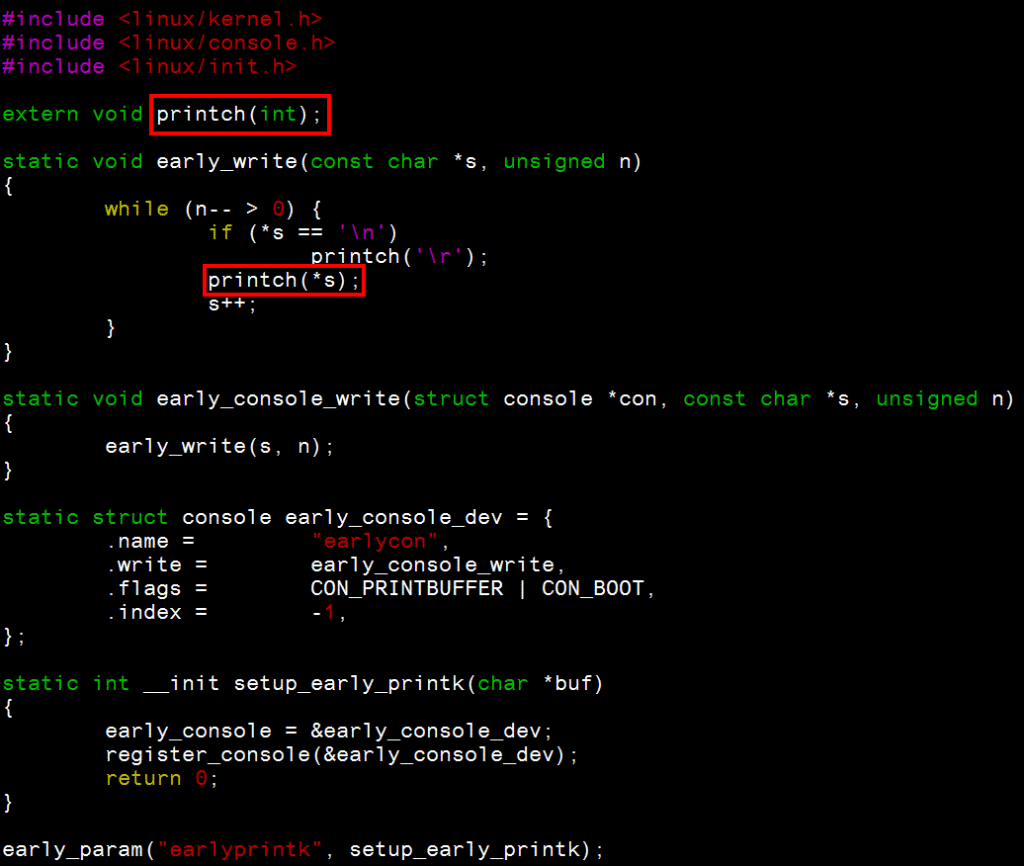 #include <linux/kernel.h>
#include <linux/console.h>
#include <linux/init.h>
extern void printch(int);
static void early_write(const char *s, unsigned n)
{
while (n-- > 0) {
if (*s == '\n')
printch('\r');
printch(*s);
s++;
}
}
static void early_console_write(struct console *con, const char *s, unsigned n)
{
early_write(s, n);
}
static struct console early_console_dev = {
.name = "earlycon",
.write = early_console_write,
.flags = CON_PRINTBUFFER | CON_BOOT,
.index = -1,
};
static int __init setup_early_printk(char *buf)
{
early_console = &early_console_dev;
register_console(&early_console_dev);
return 0;
}
early_param("earlyprintk", setup_early_printk);